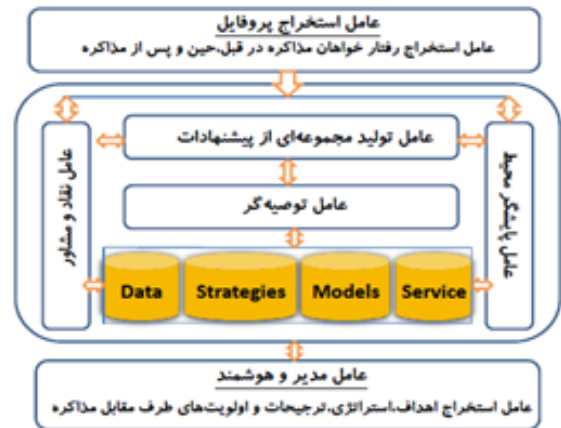 عامل استخراج پروفایل
عامل استخراج رفتار خواهان مذاکره در قبل،حین و پس از مذاکره
عامل تولید مجموعه‌ای از پیشنهادات
عامل پایشگر محیط
عامل نقاد و مشاور
عامل توصیه‌گر
Data Strategies Models Service
عامل مدیر و هوشمند
عامل استخراج اهداف،استراتژی،ترجیحات و اولویت‌های طرف مقابل مذاکره